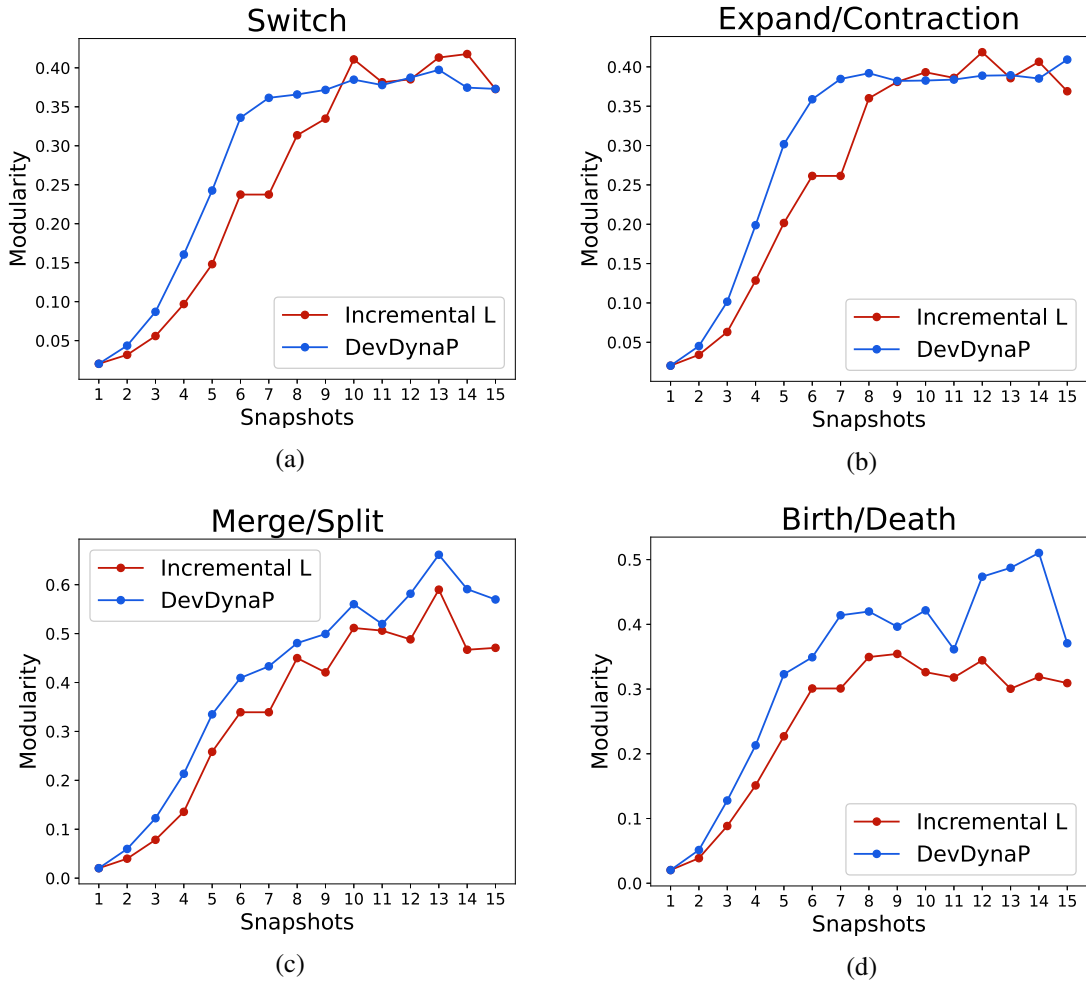 Switch
Modularity
0.40
0.35
0.30
0.25
0.20
0.15
0.10
0.05
Incremental L
DevDynaP
1 2 3 4 5 6 7 8 9 10 11 12 13 14 15
Snapshots
(a)
Expand/Contraction
Modularity
0.40
0.35
0.30
0.25
0.20
0.15
0.10
0.05
Incremental L
DevDynaP
1 2 3 4 5 6 7 8 9 10 11 12 13 14 15
Snapshots
(b)
Merge/Split
Modularity
Incremental L
DevDynaP
0.6
0.5
0.4
0.3
0.2
0.1
0.0
1 2 3 4 5 6 7 8 9 10 11 12 13 14 15
Snapshots
(c)
Birth/Death
Modularity
0.5
0.4
0.3
0.2
0.1
0.0
Incremental L
DevDynaP
1 2 3 4 5 6 7 8 9 10 11 12 13 14 15
Snapshots
(d)